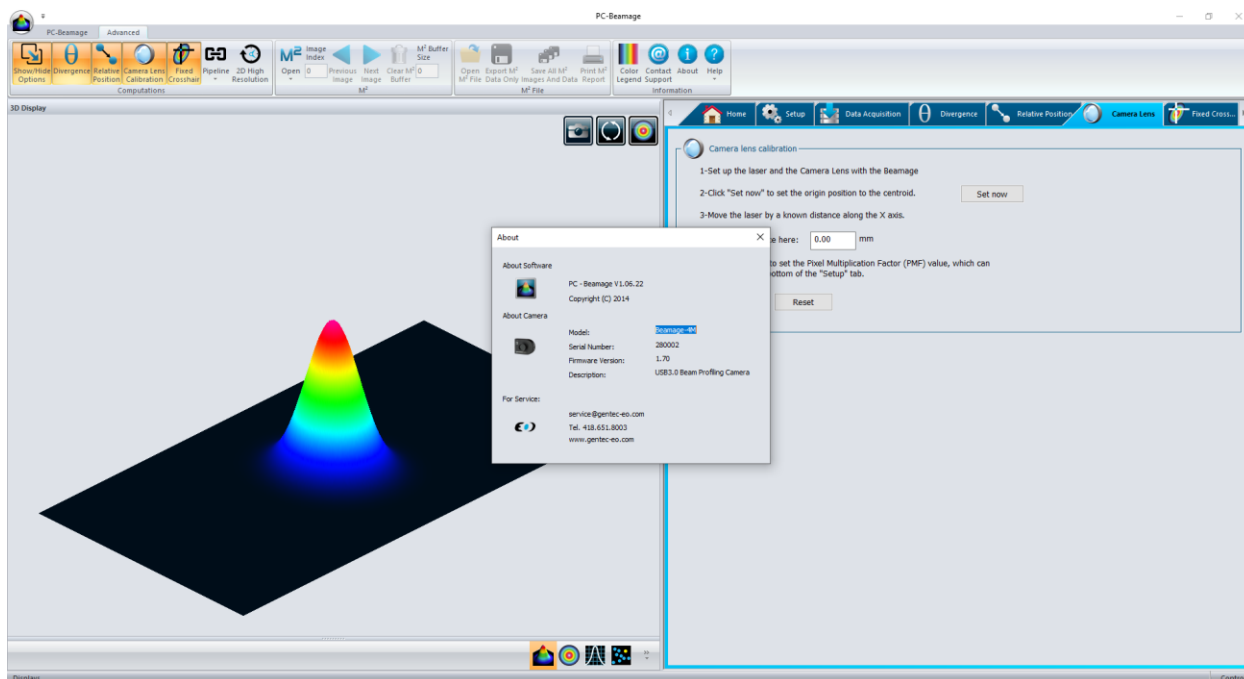 PC-Beamage
PC-Beamage Advanced
Show/Hide Options
Divergence
Relative Position
Camera Lens Calibration
Fixed Crosshair
Pipeline
2D High Resolution
Computations
M² Open
Image Index
0
Previous Image
Next Image
Clear M² Buffer
M² Buffer Size
0
M²
Open M² File
Export M² Data Only
Save All M² Images And Data
Print M² Report
M² File
Color Legend
Contact Support
About
Help
Information
3D Display
Home Setup Data Acquisition Divergence Relative Position Camera Lens Fixed Cross...
Camera lens calibration
1-Set up the laser and the Camera Lens with the Beamage
2-Click "Set now" to set the origin position to the centroid. Set now
3-Move the laser by a known distance along the X axis.
here: 0.00 mm
to set the Pixel Multiplication Factor (PMF) value, which can
bottom of the "Setup" tab.
Reset
About
About Software
PC - Beamage V1.06.22
Copyright (C) 2014
About Camera
Model: Beamage-4M
Serial Number: 280002
Firmware Version: 1.70
Description: USB3.0 Beam Profiling Camera
For Service:
service@gentec-eo.com
Tel. 418.651.8003
www.gentec-eo.com